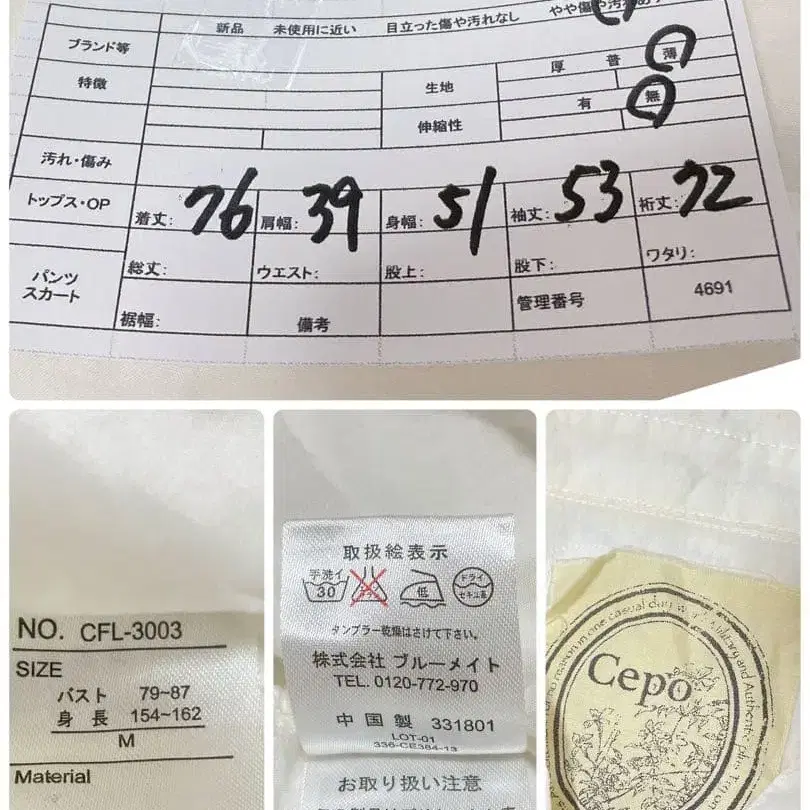 新品 未使用に近い 目立った傷や汚れなし やや傷や汚れあり
ブランド等
特徴 生地 厚 普 薄
伸縮性 有 無
汚れ・傷み
トップス・OP 着丈: 76 肩幅: 39 身幅: 51 袖丈: 53 裄丈: 72
パンツ スカート 総丈: ウエスト: 股上: 股下: ワタリ:
裾幅: 備考 管理番号 4691
NO. CFL-3003
SIZE
バスト 79~87
身長 154~162
M
Material
取扱絵表示
手洗イ 30 低 ドライ セキユ系
タンブラー乾燥はさけて下さい。
株式会社 ブルーメイト
TEL. 0120-772-970
中国製 331801
LOT-01
336-CE384-13
お取り扱い注意
Cepo